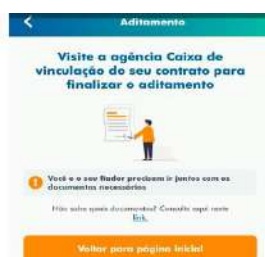 Aditamento
Visite a agência Caixa de
vinculação do seu contrato para
finalizar o aditamento
Você e o seu fiador precisam ir juntos com os
documentos necessários
Não sabe quais documentos? Consulte aqui neste
link.
Voltar para página inicial